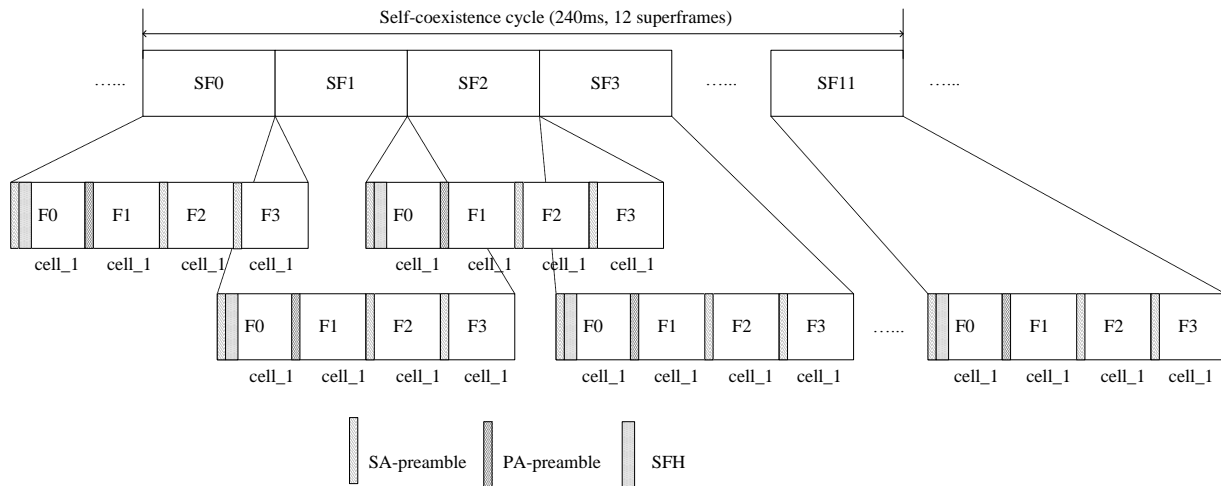 Self-coexistence cycle (240ms, 12 superframes)
…... SF0 SF1 SF2 SF3 …... SF11 …...
F0 F1 F2 F3 F0 F1 F2 F3
cell_1 cell_1 cell_1 cell_1 cell_1 cell_1 cell_1 cell_1
F0 F1 F2 F3 F0 F1 F2 F3 …... F0 F1 F2 F3
cell_1 cell_1 cell_1 cell_1 cell_1 cell_1 cell_1 cell_1 cell_1 cell_1 cell_1 cell_1
SA-preamble PA-preamble SFH